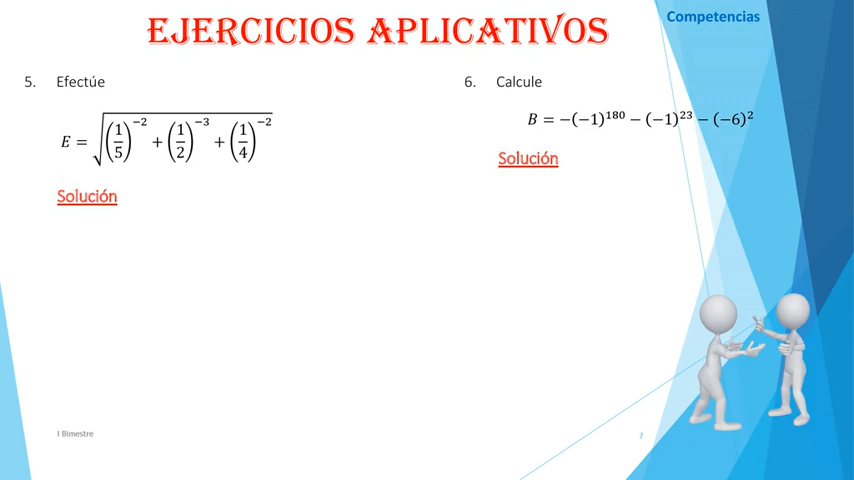 EJERCICIOS APLICATIVOS
Competencias
5. Efectúe
E = √((1/5)^−2 + (1/2)^−3 + (1/4)^−2)
Solución
6. Calcule
B = −(−1)^180 − (−1)^23 − (−6)^2
Solución
I Bimestre
7